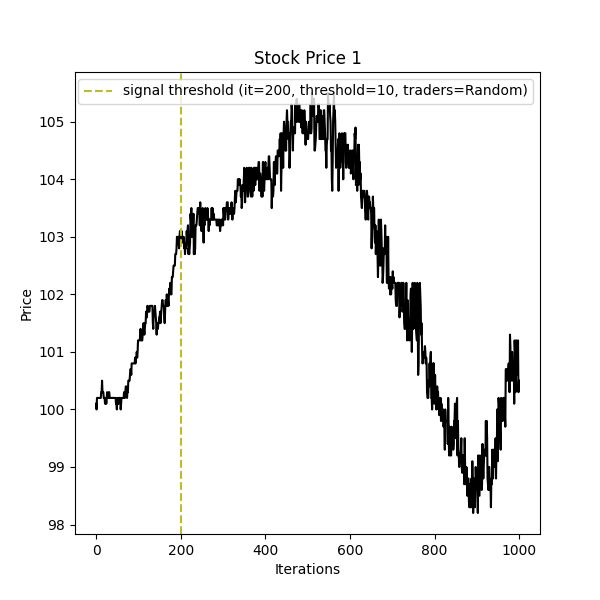 Stock Price 1
signal threshold (it=200, threshold=10, traders=Random)
105
104
103
102
101
100
99
98
Price
0 200 400 600 800 1000
Iterations